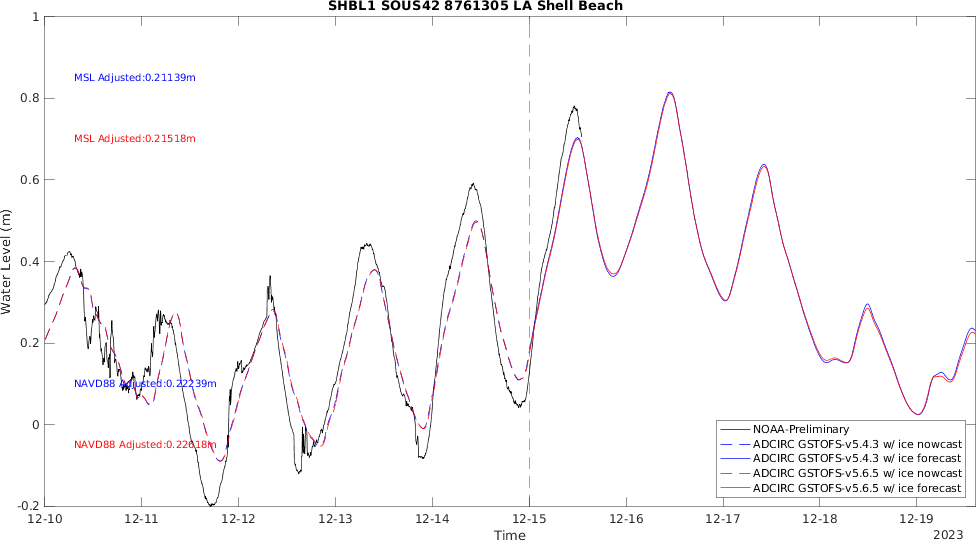 SHBL1 SOUS42 8761305 LA Shell Beach
1
0.8
0.6
0.4
0.2
0
-0.2
Water Level (m)
MSL Adjusted:0.21139m
MSL Adjusted:0.21518m
NAVD88 Adjusted:0.22239m
NAVD88 Adjusted:0.22618m
NOAA-Preliminary
ADCIRC GSTOFS-v5.4.3 w/ ice nowcast
ADCIRC GSTOFS-v5.4.3 w/ ice forecast
ADCIRC GSTOFS-v5.6.5 w/ ice nowcast
ADCIRC GSTOFS-v5.6.5 w/ ice forecast
12-10 12-11 12-12 12-13 12-14 12-15 12-16 12-17 12-18 12-19
Time
2023